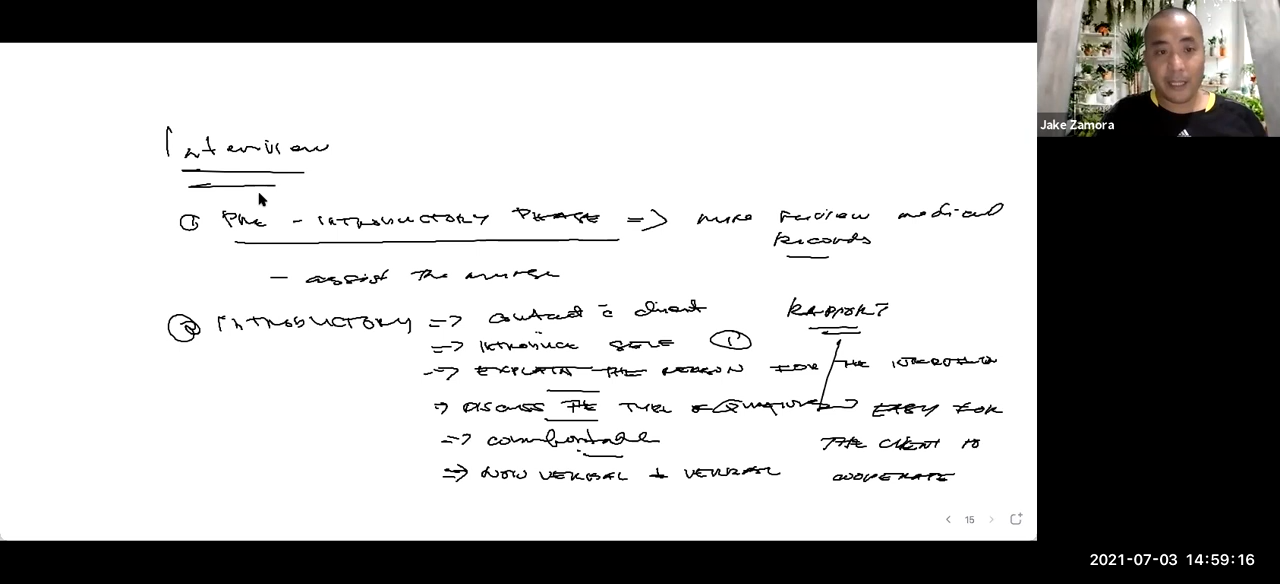 Interview
① PRE - INTRODUCTORY PHASE => nurse review medical
Records
- assist the nurse
② INTRODUCTORY => contact c̄ client
RAPPORT
=> INTRODUCE SELF ①
=> EXPLAIN THE REASON FOR THE INTERVIEW
=> DISCUSS THE TYPE OF QUESTIONS => EASY FOR
THE CLIENT TO
COOPERATE
=> comfortable
=> NON VERBAL + VERBAL
Jake Zamora
15
2021-07-03 14:59:16